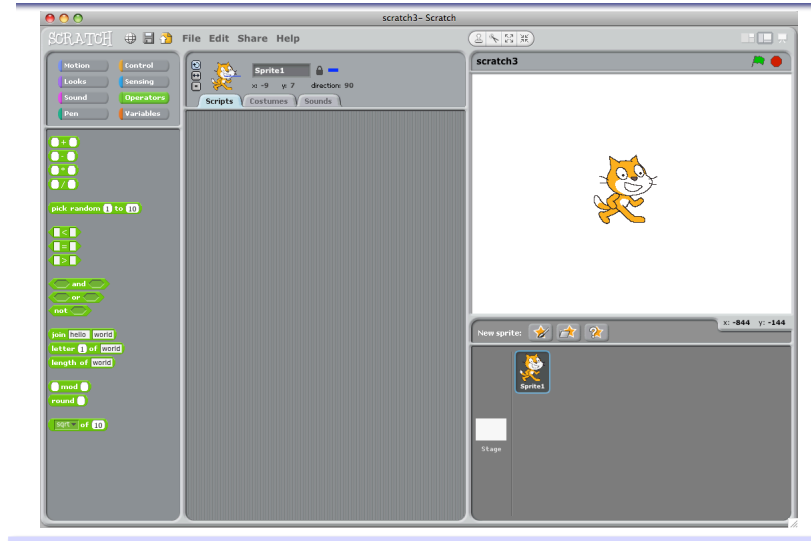 scratch3- Scratch
SCRATCH File Edit Share Help
Motion Control
Looks Sensing
Sound Operators
Pen Variables
Sprite1
x: -9 y: 7 direction: 90
Scripts Costumes Sounds
+
-
*
/
pick random 1 to 10
<
=
>
and
or
not
join hello world
letter 1 of world
length of world
mod
round
sqrt of 10
scratch3
x: -844 y: -144
New sprite:
Sprite1
Stage